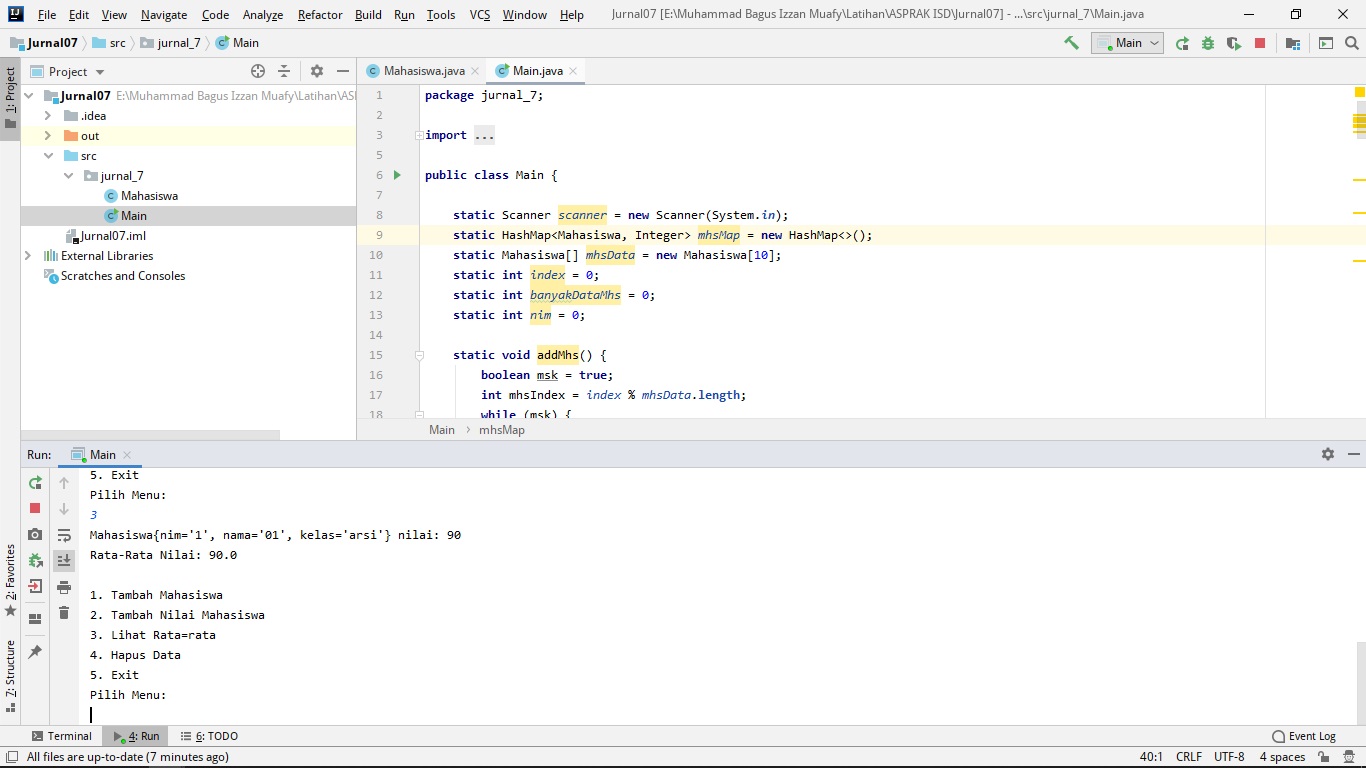 File Edit View Navigate Code Analyze Refactor Build Run Tools VCS Window Help Jurnal07 [E:\Muhammad Bagus Izzan Muafy\Latihan\ASPRAK ISD\Jurnal07] - ...\src\jurnal_7\Main.java
Jurnal07 src jurnal_7 Main
Main
1: Project
Project
Jurnal07 E:\Muhammad Bagus Izzan Muafy\Latihan\AS
.idea
out
src
jurnal_7
Mahasiswa
Main
Jurnal07.iml
External Libraries
Scratches and Consoles
Mahasiswa.java Main.java
1 package jurnal_7;
2
3 import ...
5
6 public class Main {
7
8 static Scanner scanner = new Scanner(System.in);
9 static HashMap<Mahasiswa, Integer> mhsMap = new HashMap<>();
10 static Mahasiswa[] mhsData = new Mahasiswa[10];
11 static int index = 0;
12 static int banyakDataMhs = 0;
13 static int nim = 0;
14
15 static void addMhs() {
16 boolean msk = true;
17 int mhsIndex = index % mhsData.length;
18 while (msk) {
Main mhsMap
Run: Main
5. Exit
Pilih Menu:
3
Mahasiswa{nim='1', nama='01', kelas='arsi'} nilai: 90
Rata-Rata Nilai: 90.0
1. Tambah Mahasiswa
2. Tambah Nilai Mahasiswa
3. Lihat Rata=rata
4. Hapus Data
5. Exit
Pilih Menu:
2: Favorites
7: Structure
Terminal 4: Run 6: TODO Event Log
All files are up-to-date (7 minutes ago) 40:1 CRLF UTF-8 4 spaces